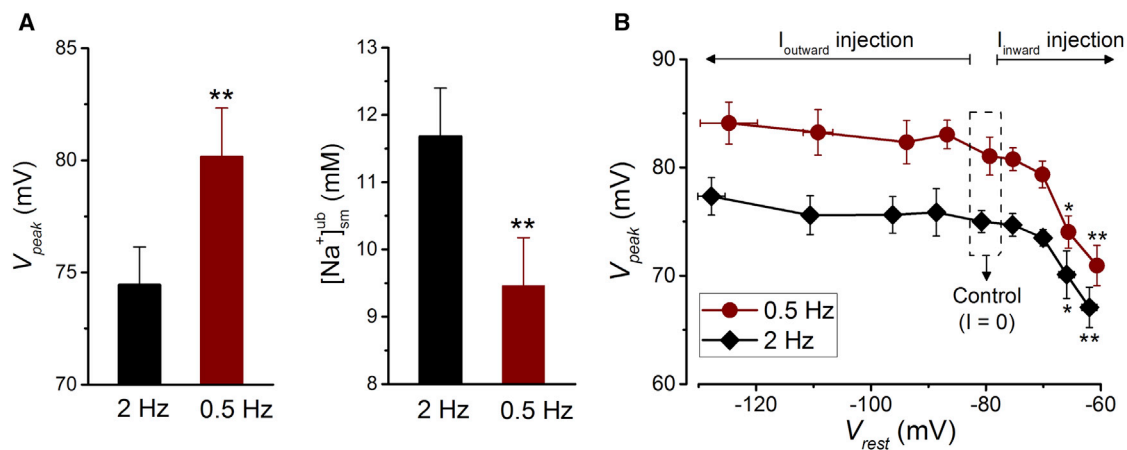 A
85
80
75
70
V_peak (mV)
**
2 Hz
0.5 Hz
13
12
11
10
9
8
[Na⁺]ᵘᵇ_sm (mM)
**
2 Hz
0.5 Hz
B
I_outward injection
I_inward injection
90
80
70
60
V_peak (mV)
*
**
*
**
Control
(I = 0)
0.5 Hz
2 Hz
-120
-100
-80
-60
V_rest (mV)